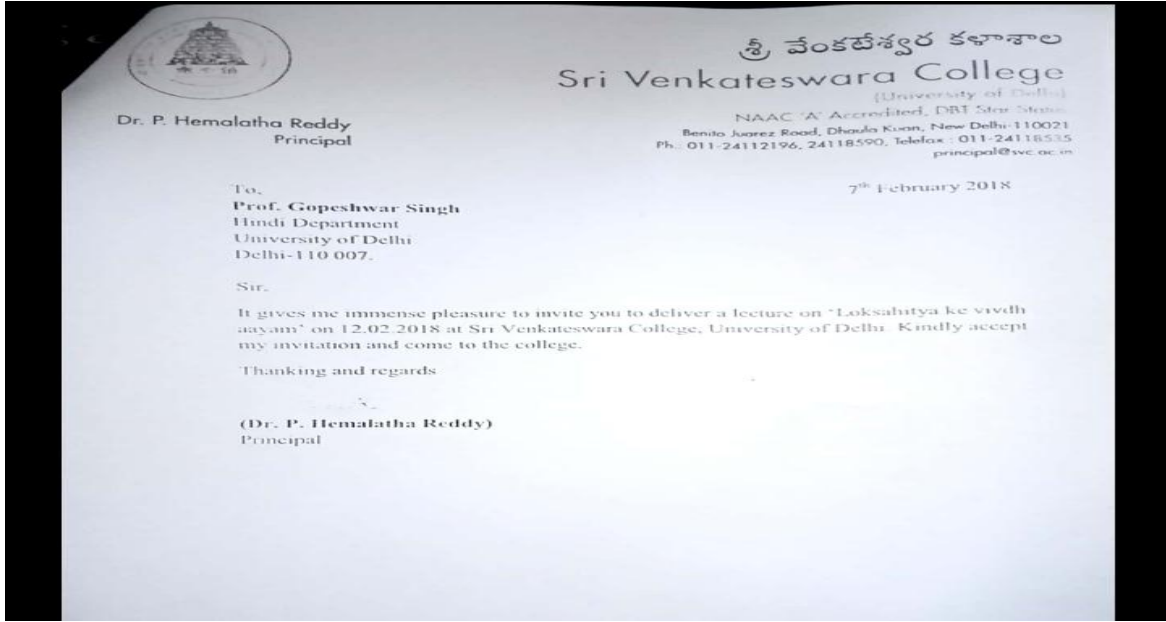 శ్రీ వేంకటేశ్వర కళాశాల
Sri Venkateswara College
(University of Delhi)
NAAC 'A' Accredited, DBT Star Status
Benito Juarez Road, Dhaula Kuan, New Delhi-110021
Ph.: 011-24112196, 24118590, Telefax : 011-24118535
principal@svc.ac.in
Dr. P. Hemalatha Reddy
Principal
7th February 2018
To,
Prof. Gopeshwar Singh
Hindi Department
University of Delhi
Delhi-110 007.
Sir,
It gives me immense pleasure to invite you to deliver a lecture on 'Loksahitya ke vivdh
aayam' on 12.02.2018 at Sri Venkateswara College, University of Delhi. Kindly accept
my invitation and come to the college.
Thanking and regards
(Dr. P. Hemalatha Reddy)
Principal